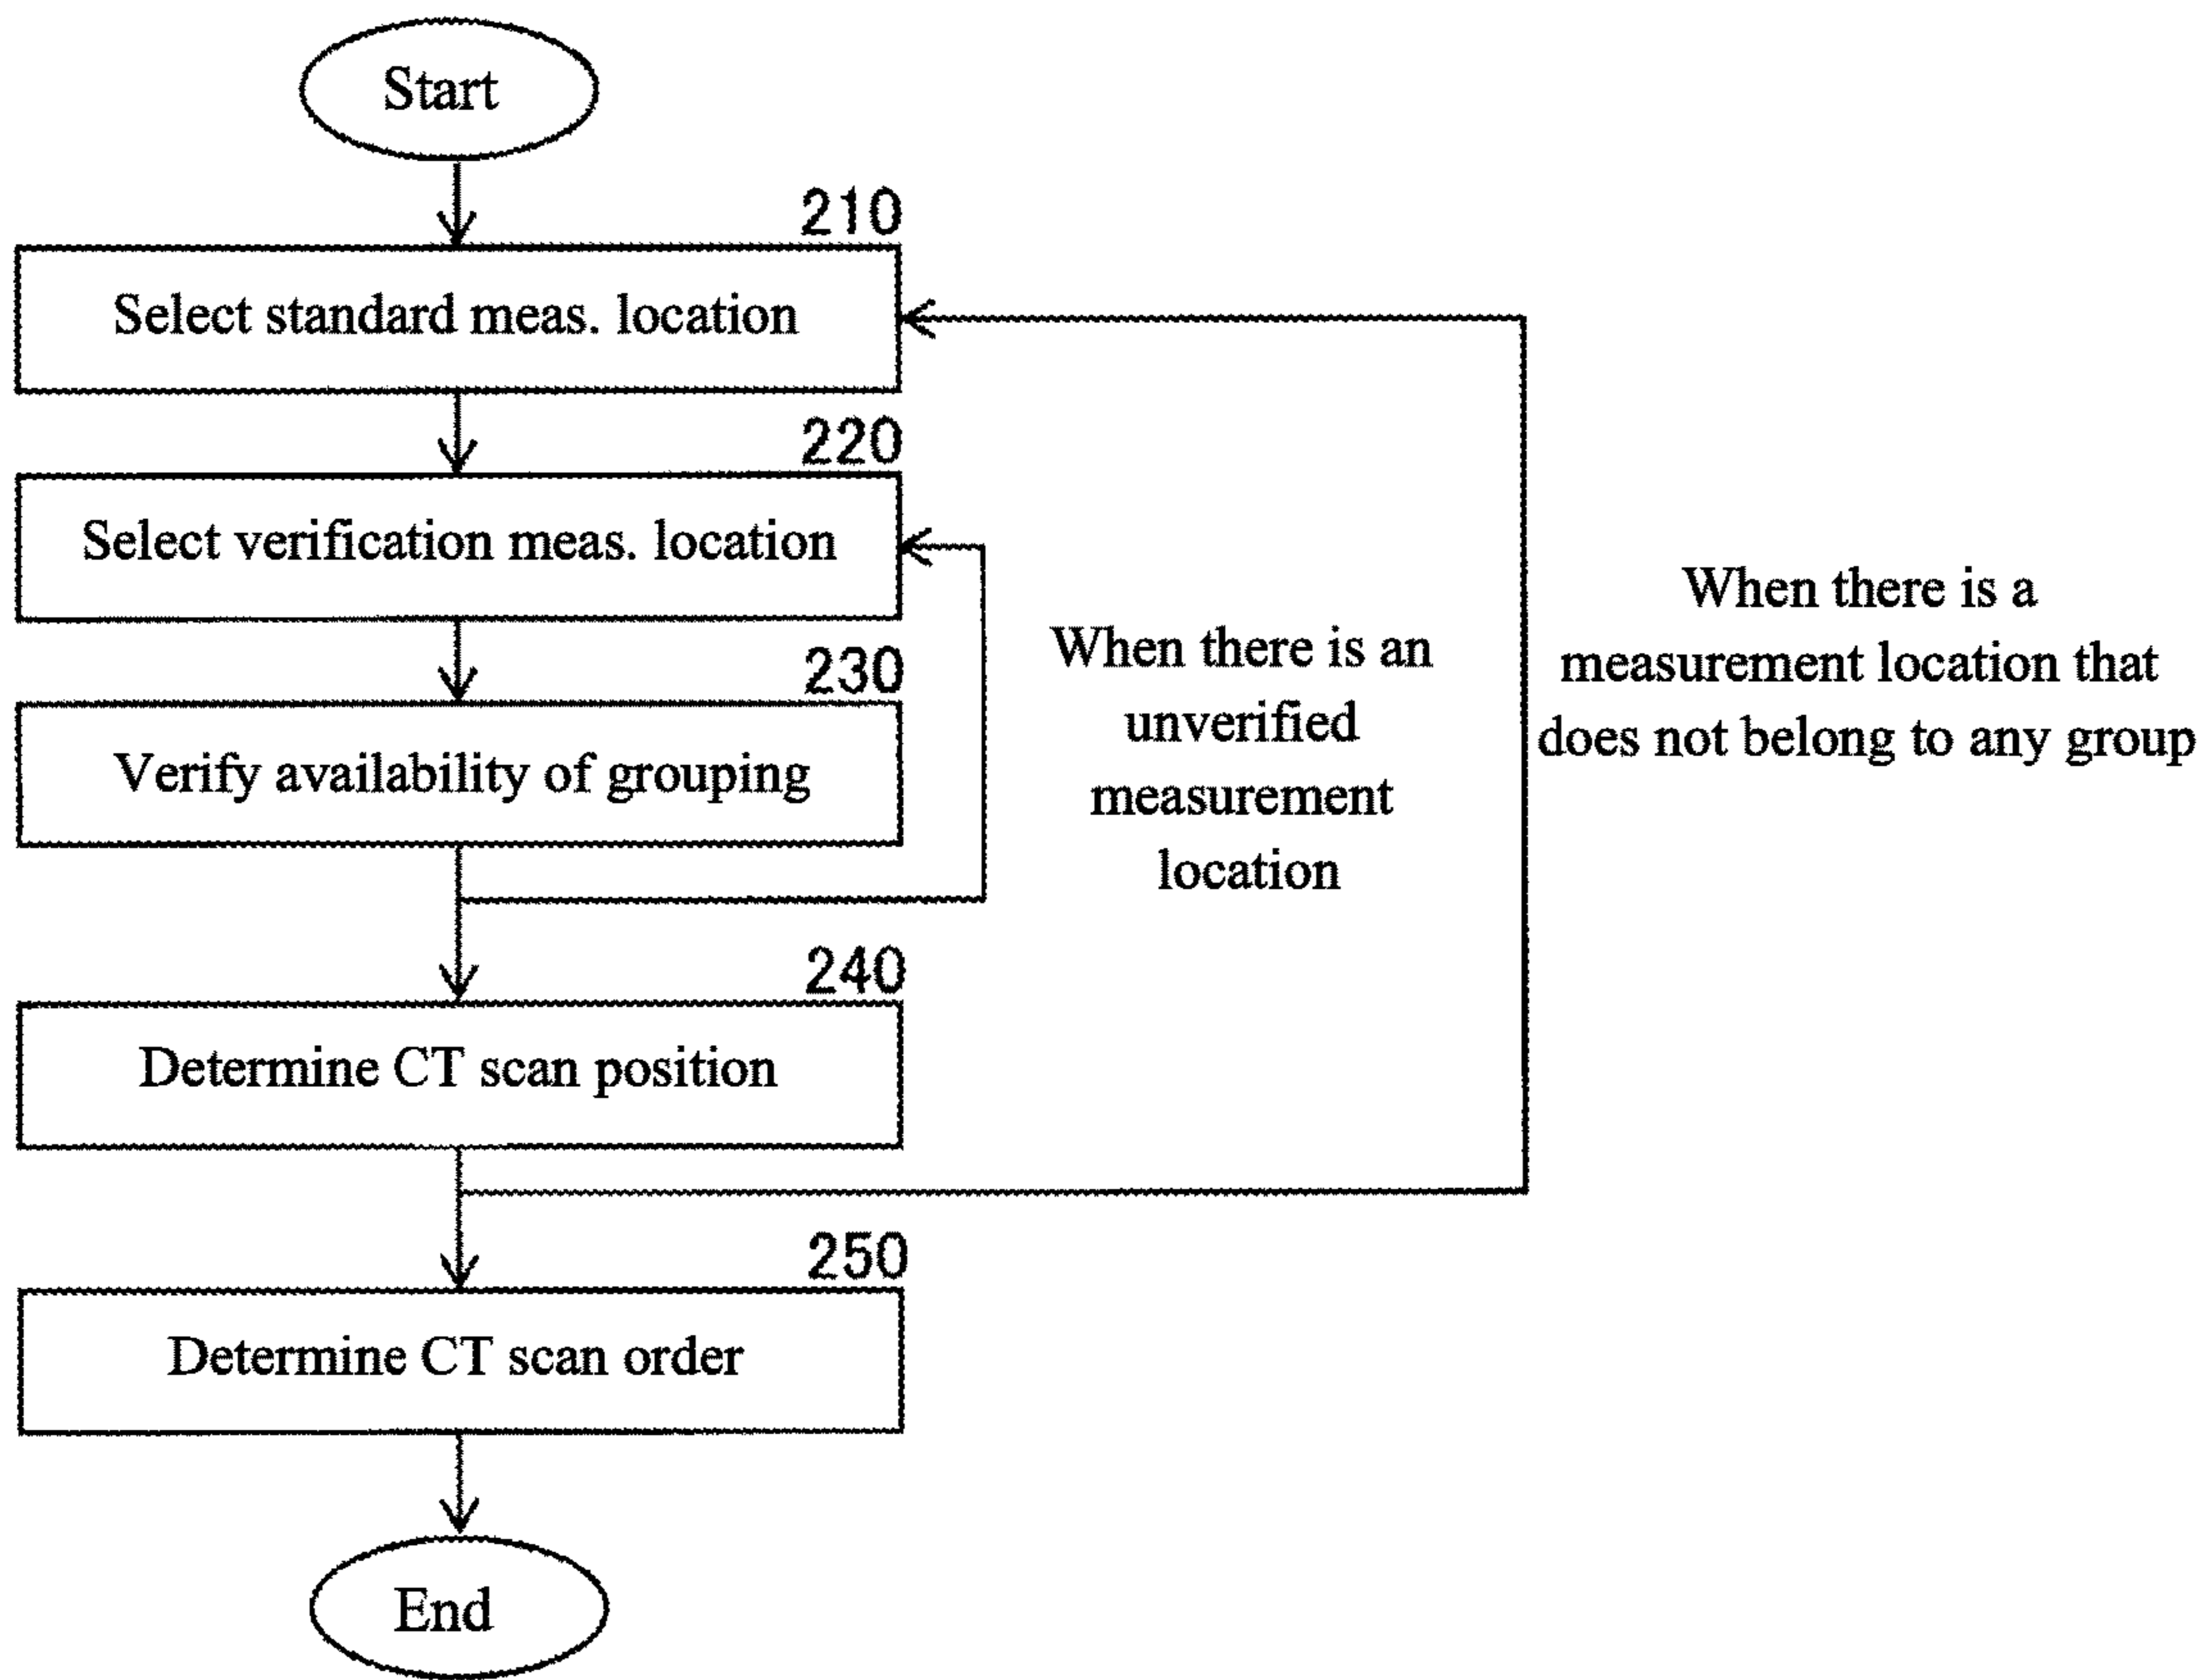 Start
210
Select standard meas. location
220
Select verification meas. location
230
Verify availability of grouping
When there is an
unverified
measurement
location
When there is a
measurement location that
does not belong to any group
240
Determine CT scan position
250
Determine CT scan order
End